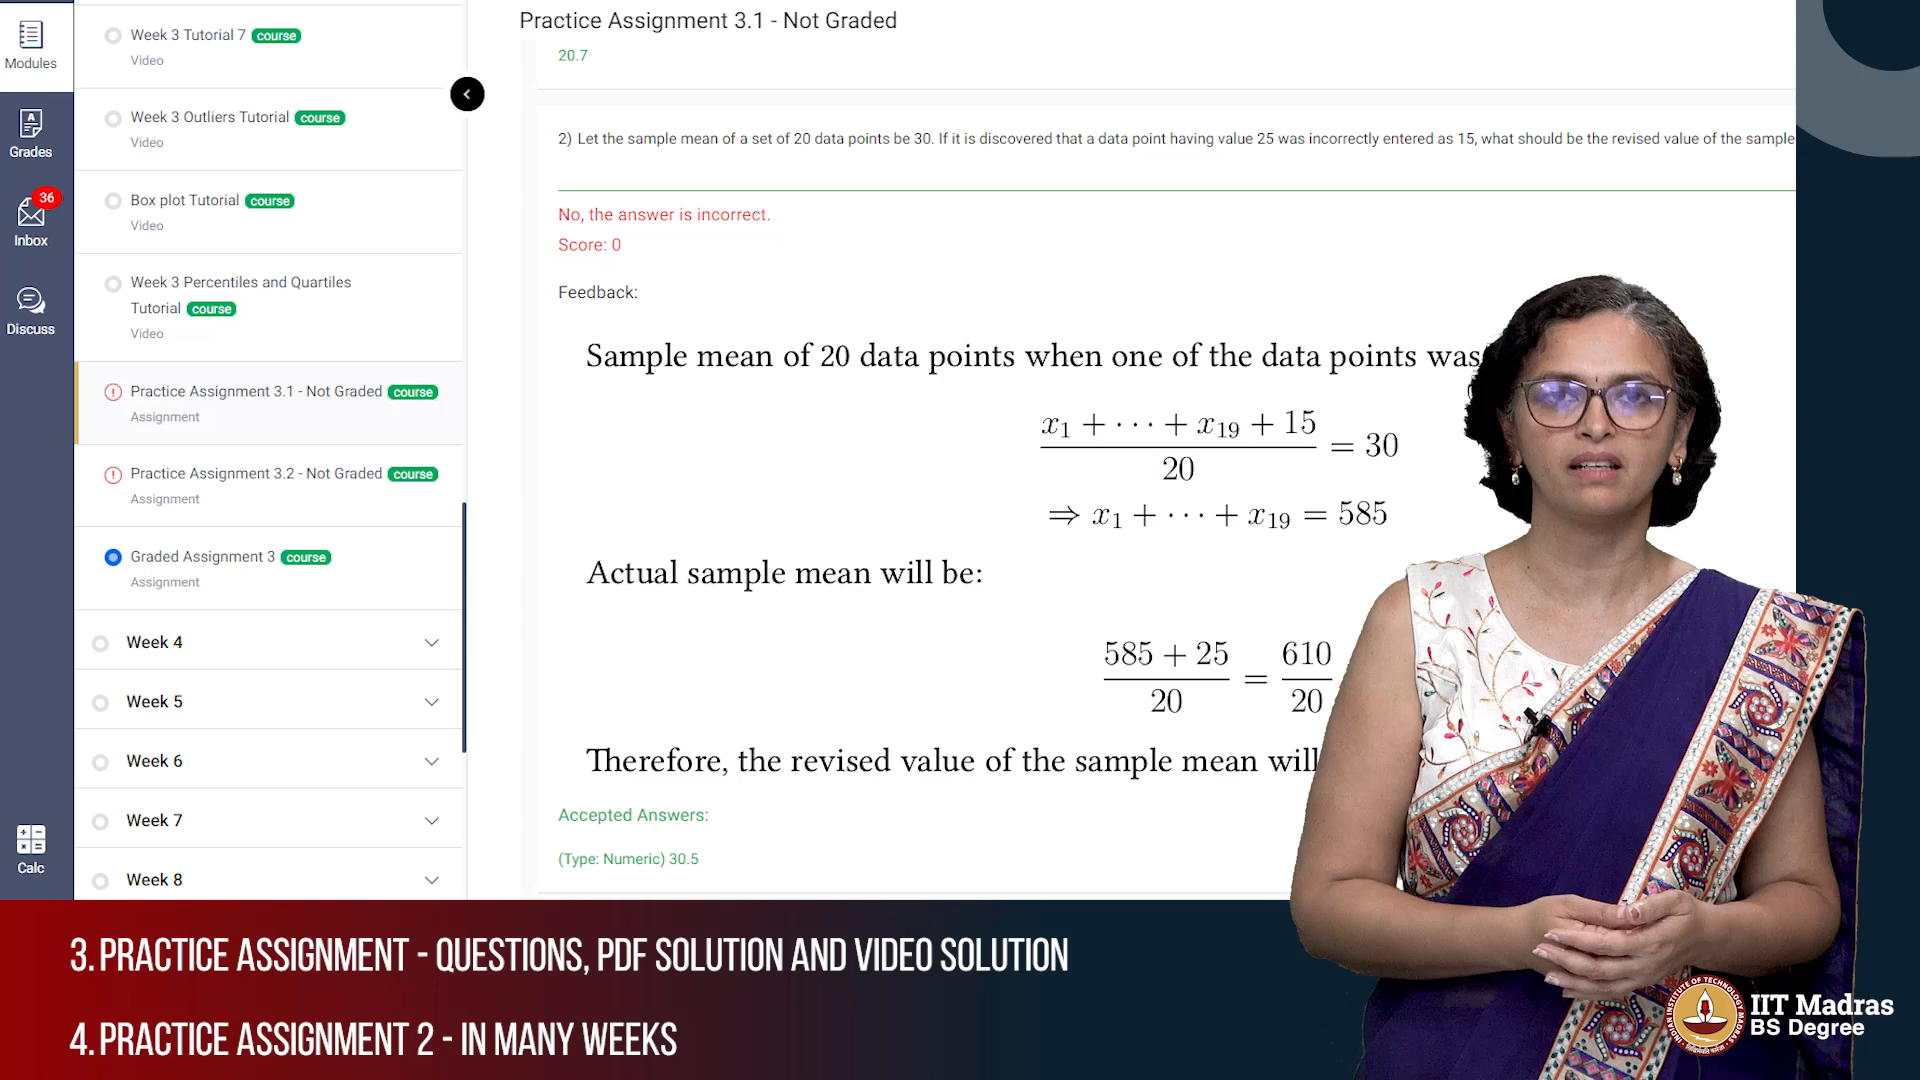 Modules
Grades
36
Inbox
Discuss
Calc
Week 3 Tutorial 7 course
Video
Week 3 Outliers Tutorial course
Video
Box plot Tutorial course
Video
Week 3 Percentiles and Quartiles
Tutorial course
Video
Practice Assignment 3.1 - Not Graded course
Assignment
Practice Assignment 3.2 - Not Graded course
Assignment
Graded Assignment 3 course
Assignment
Week 4
Week 5
Week 6
Week 7
Week 8
Practice Assignment 3.1 - Not Graded
20.7
2) Let the sample mean of a set of 20 data points be 30. If it is discovered that a data point having value 25 was incorrectly entered as 15, what should be the revised value of the sample
No, the answer is incorrect.
Score: 0
Feedback:
Sample mean of 20 data points when one of the data points was
x₁ + · · · + x₁₉ + 15
20
= 30
⇒ x₁ + · · · + x₁₉ = 585
Actual sample mean will be:
585 + 25
20
=
610
20
Therefore, the revised value of the sample mean will
Accepted Answers:
(Type: Numeric) 30.5
3. PRACTICE ASSIGNMENT - QUESTIONS, PDF SOLUTION AND VIDEO SOLUTION
4. PRACTICE ASSIGNMENT 2 - IN MANY WEEKS
IIT Madras
BS Degree